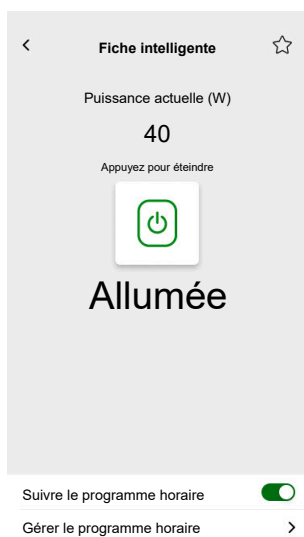 Fiche intelligente
Puissance actuelle (W)
40
Appuyez pour éteindre
Allumée
Suivre le programme horaire
Gérer le programme horaire